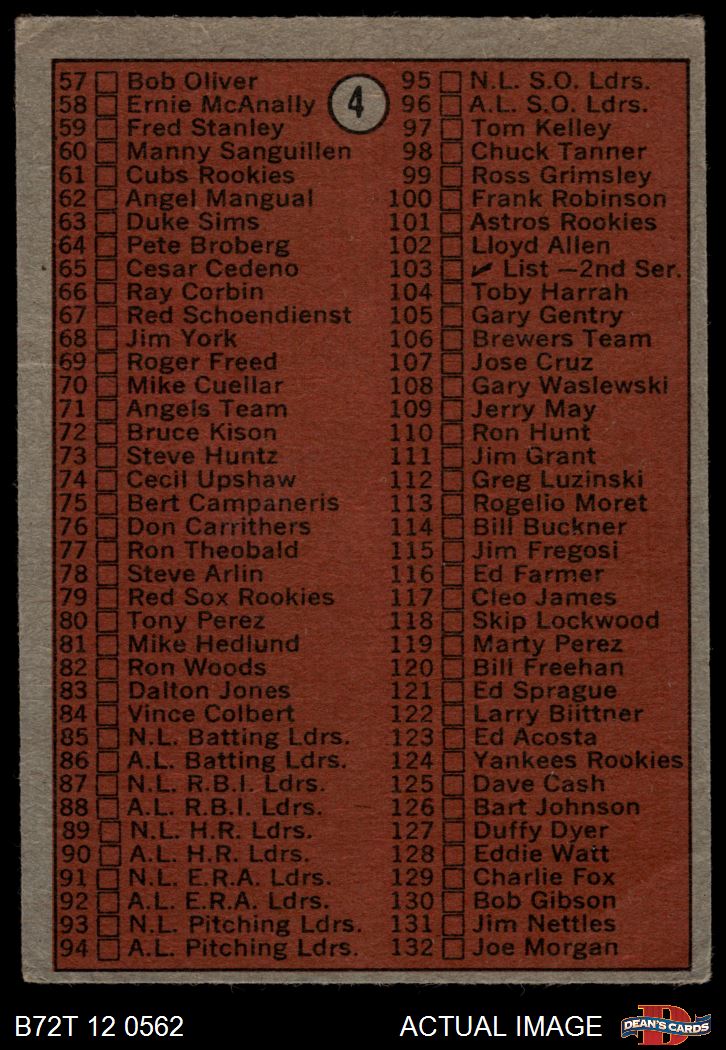 4
57 Bob Oliver
58 Ernie McAnally
59 Fred Stanley
60 Manny Sanguillen
61 Cubs Rookies
62 Angel Mangual
63 Duke Sims
64 Pete Broberg
65 Cesar Cedeno
66 Ray Corbin
67 Red Schoendienst
68 Jim York
69 Roger Freed
70 Mike Cuellar
71 Angels Team
72 Bruce Kison
73 Steve Huntz
74 Cecil Upshaw
75 Bert Campaneris
76 Don Carrithers
77 Ron Theobald
78 Steve Arlin
79 Red Sox Rookies
80 Tony Perez
81 Mike Hedlund
82 Ron Woods
83 Dalton Jones
84 Vince Colbert
85 N.L. Batting Ldrs.
86 A.L. Batting Ldrs.
87 N.L. R.B.I. Ldrs.
88 A.L. R.B.I. Ldrs.
89 N.L. H.R. Ldrs.
90 A.L. H.R. Ldrs.
91 N.L. E.R.A. Ldrs.
92 A.L. E.R.A. Ldrs.
93 N.L. Pitching Ldrs.
94 A.L. Pitching Ldrs.
95 N.L. S.O. Ldrs.
96 A.L. S.O. Ldrs.
97 Tom Kelley
98 Chuck Tanner
99 Ross Grimsley
100 Frank Robinson
101 Astros Rookies
102 Lloyd Allen
103 ✓ List —2nd Ser.
104 Toby Harrah
105 Gary Gentry
106 Brewers Team
107 Jose Cruz
108 Gary Waslewski
109 Jerry May
110 Ron Hunt
111 Jim Grant
112 Greg Luzinski
113 Rogelio Moret
114 Bill Buckner
115 Jim Fregosi
116 Ed Farmer
117 Cleo James
118 Skip Lockwood
119 Marty Perez
120 Bill Freehan
121 Ed Sprague
122 Larry Biittner
123 Ed Acosta
124 Yankees Rookies
125 Dave Cash
126 Bart Johnson
127 Duffy Dyer
128 Eddie Watt
129 Charlie Fox
130 Bob Gibson
131 Jim Nettles
132 Joe Morgan
B72T 12 0562
ACTUAL IMAGE
D
DEAN'S CARDS